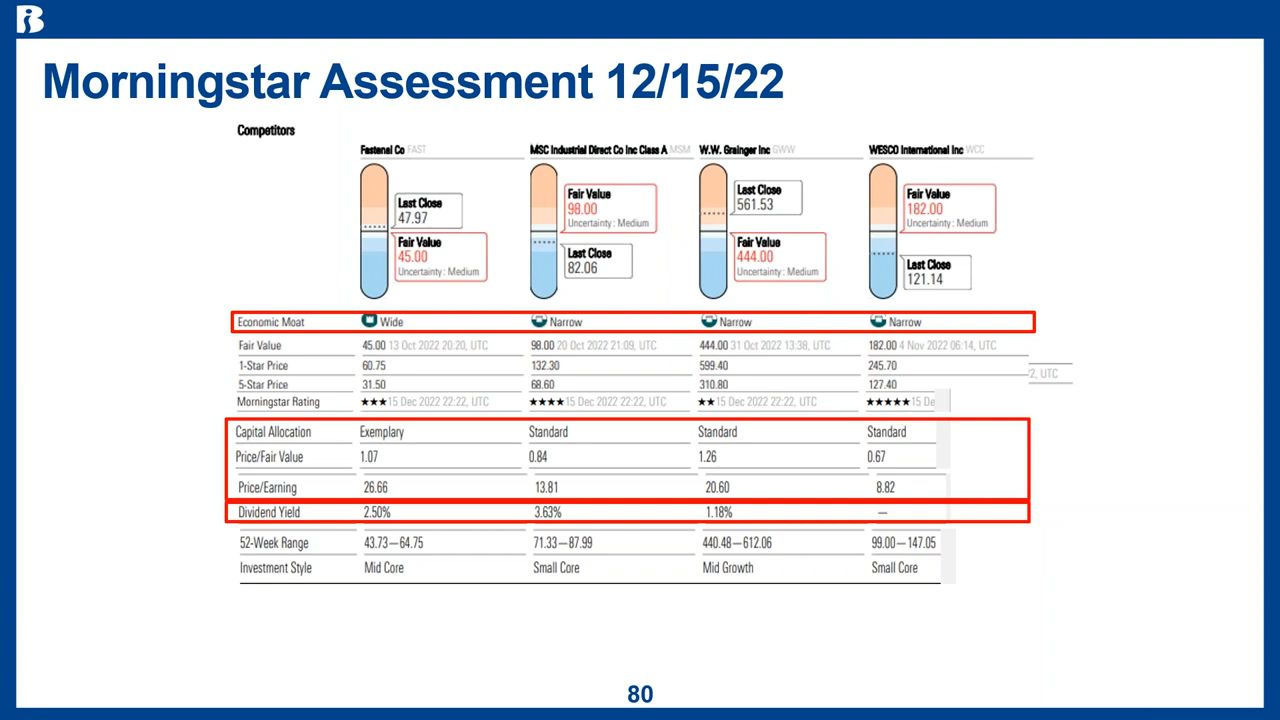 Morningstar Assessment 12/15/22
Competitors
Fastenal Co FAST MSC Industrial Direct Co Inc Class A MSM W.W. Grainger Inc GWW WESCO International Inc WCC
Last Close 47.97
Fair Value 45.00 Uncertainty : Medium
Fair Value 98.00 Uncertainty : Medium
Last Close 82.06
Last Close 561.53
Fair Value 444.00 Uncertainty : Medium
Fair Value 182.00 Uncertainty : Medium
Last Close 121.14
Economic Moat Wide Narrow Narrow Narrow
Fair Value 45.00 13 Oct 2022 20:20, UTC 98.00 20 Oct 2022 21:09, UTC 444.00 31 Oct 2022 13:38, UTC 182.00 4 Nov 2022 06:14, UTC
1-Star Price 60.75 132.30 599.40 245.70
2, UTC
5-Star Price 31.50 68.60 310.80 127.40
Morningstar Rating ★★★ 15 Dec 2022 22:22, UTC ★★★★ 15 Dec 2022 22:22, UTC ★★ 15 Dec 2022 22:22, UTC ★★★★★ 15 De
Capital Allocation Exemplary Standard Standard Standard
Price/Fair Value 1.07 0.84 1.26 0.67
Price/Earning 26.66 13.81 20.60 8.82
Dividend Yield 2.50% 3.63% 1.18% —
52-Week Range 43.73—64.75 71.33—87.99 440.48—612.06 99.00—147.05
Investment Style Mid Core Small Core Mid Growth Small Core
80